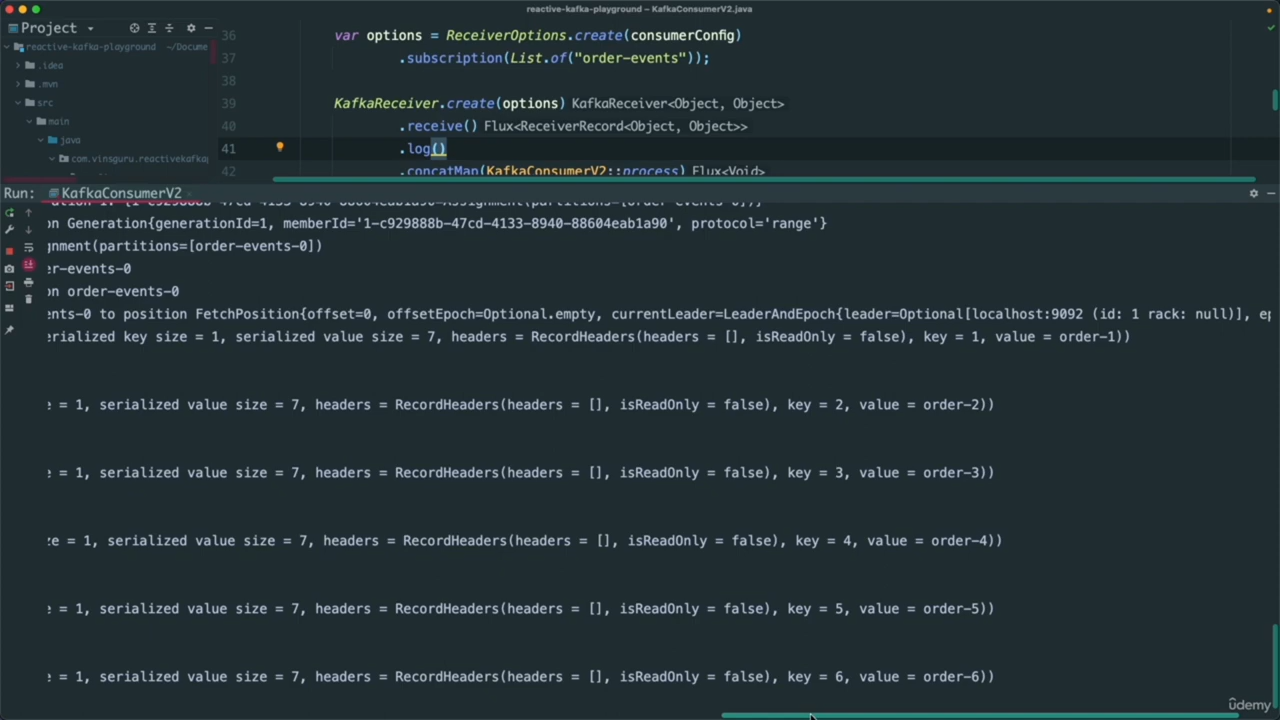 reactive-kafka-playground – KafkaConsumerV2.java
Project
reactive-kafka-playground ~/Docume
.idea
.mvn
src
main
java
com.vinsguru.reactivekafka
36 var options = ReceiverOptions.create(consumerConfig)
37 .subscription(List.of("order-events"));
38
39 KafkaReceiver.create(options) KafkaReceiver<Object, Object>
40 .receive() Flux<ReceiverRecord<Object, Object>>
41 .log()
42 .concatMap(KafkaConsumerV2::process) Flux<Void>
Run: KafkaConsumerV2
on Generation{generationId=1, memberId='1-c929888b-47cd-4133-8940-88604eab1a90', protocol='range'}
gnment(partitions=[order-events-0])
er-events-0
on order-events-0
ents-0 to position FetchPosition{offset=0, offsetEpoch=Optional.empty, currentLeader=LeaderAndEpoch{leader=Optional[localhost:9092 (id: 1 rack: null)], ep
erialized key size = 1, serialized value size = 7, headers = RecordHeaders(headers = [], isReadOnly = false), key = 1, value = order-1))
e = 1, serialized value size = 7, headers = RecordHeaders(headers = [], isReadOnly = false), key = 2, value = order-2))
e = 1, serialized value size = 7, headers = RecordHeaders(headers = [], isReadOnly = false), key = 3, value = order-3))
ze = 1, serialized value size = 7, headers = RecordHeaders(headers = [], isReadOnly = false), key = 4, value = order-4))
e = 1, serialized value size = 7, headers = RecordHeaders(headers = [], isReadOnly = false), key = 5, value = order-5))
e = 1, serialized value size = 7, headers = RecordHeaders(headers = [], isReadOnly = false), key = 6, value = order-6))
ûdemy